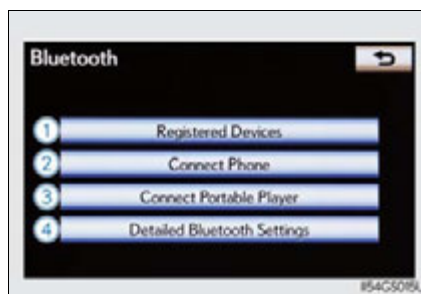 Bluetooth
1 Registered Devices
2 Connect Phone
3 Connect Portable Player
4 Detailed Bluetooth Settings